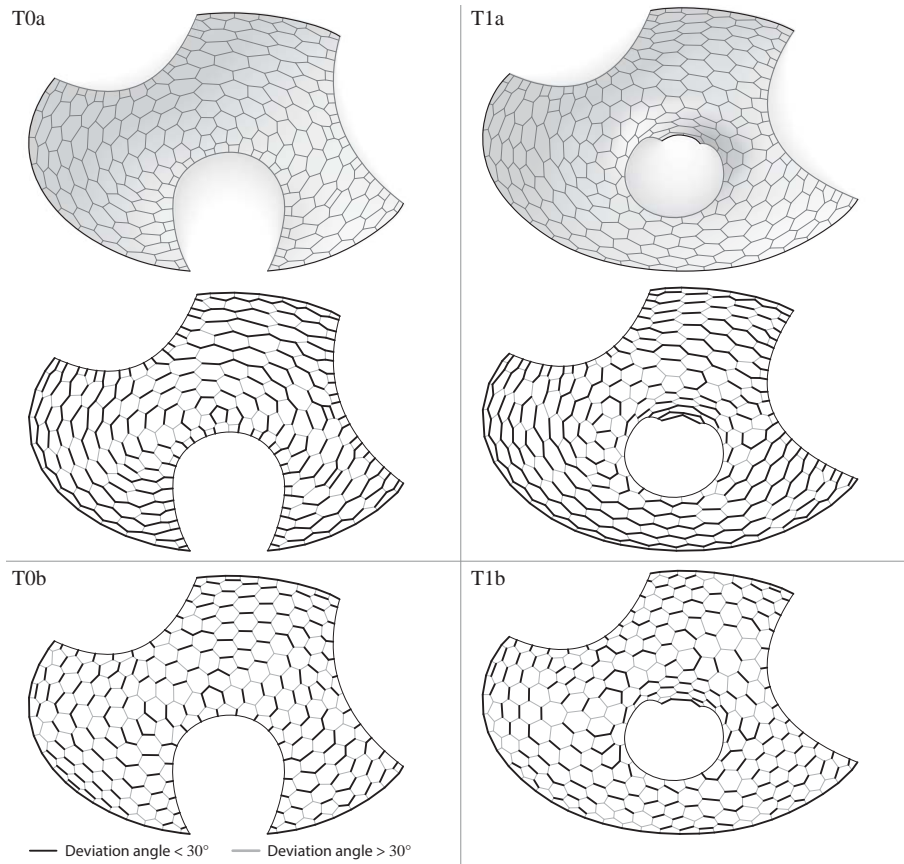 T0a
T1a
T0b
T1b
Deviation angle < 30° Deviation angle > 30°